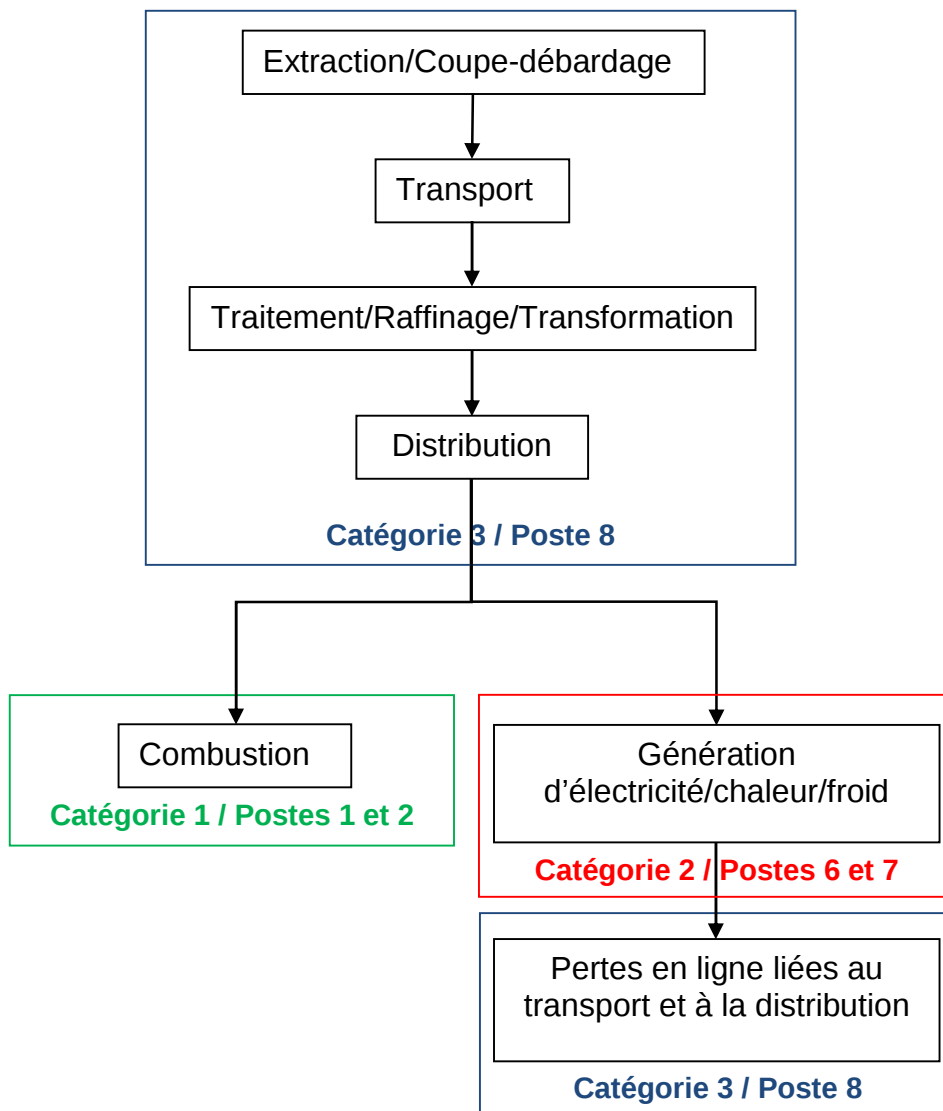 Extraction/Coupe-débardage
Transport
Traitement/Raffinage/Transformation
Distribution
Catégorie 3 / Poste 8
Combustion
Catégorie 1 / Postes 1 et 2
Génération
d’électricité/chaleur/froid
Catégorie 2 / Postes 6 et 7
Pertes en ligne liées au
transport et à la distribution
Catégorie 3 / Poste 8